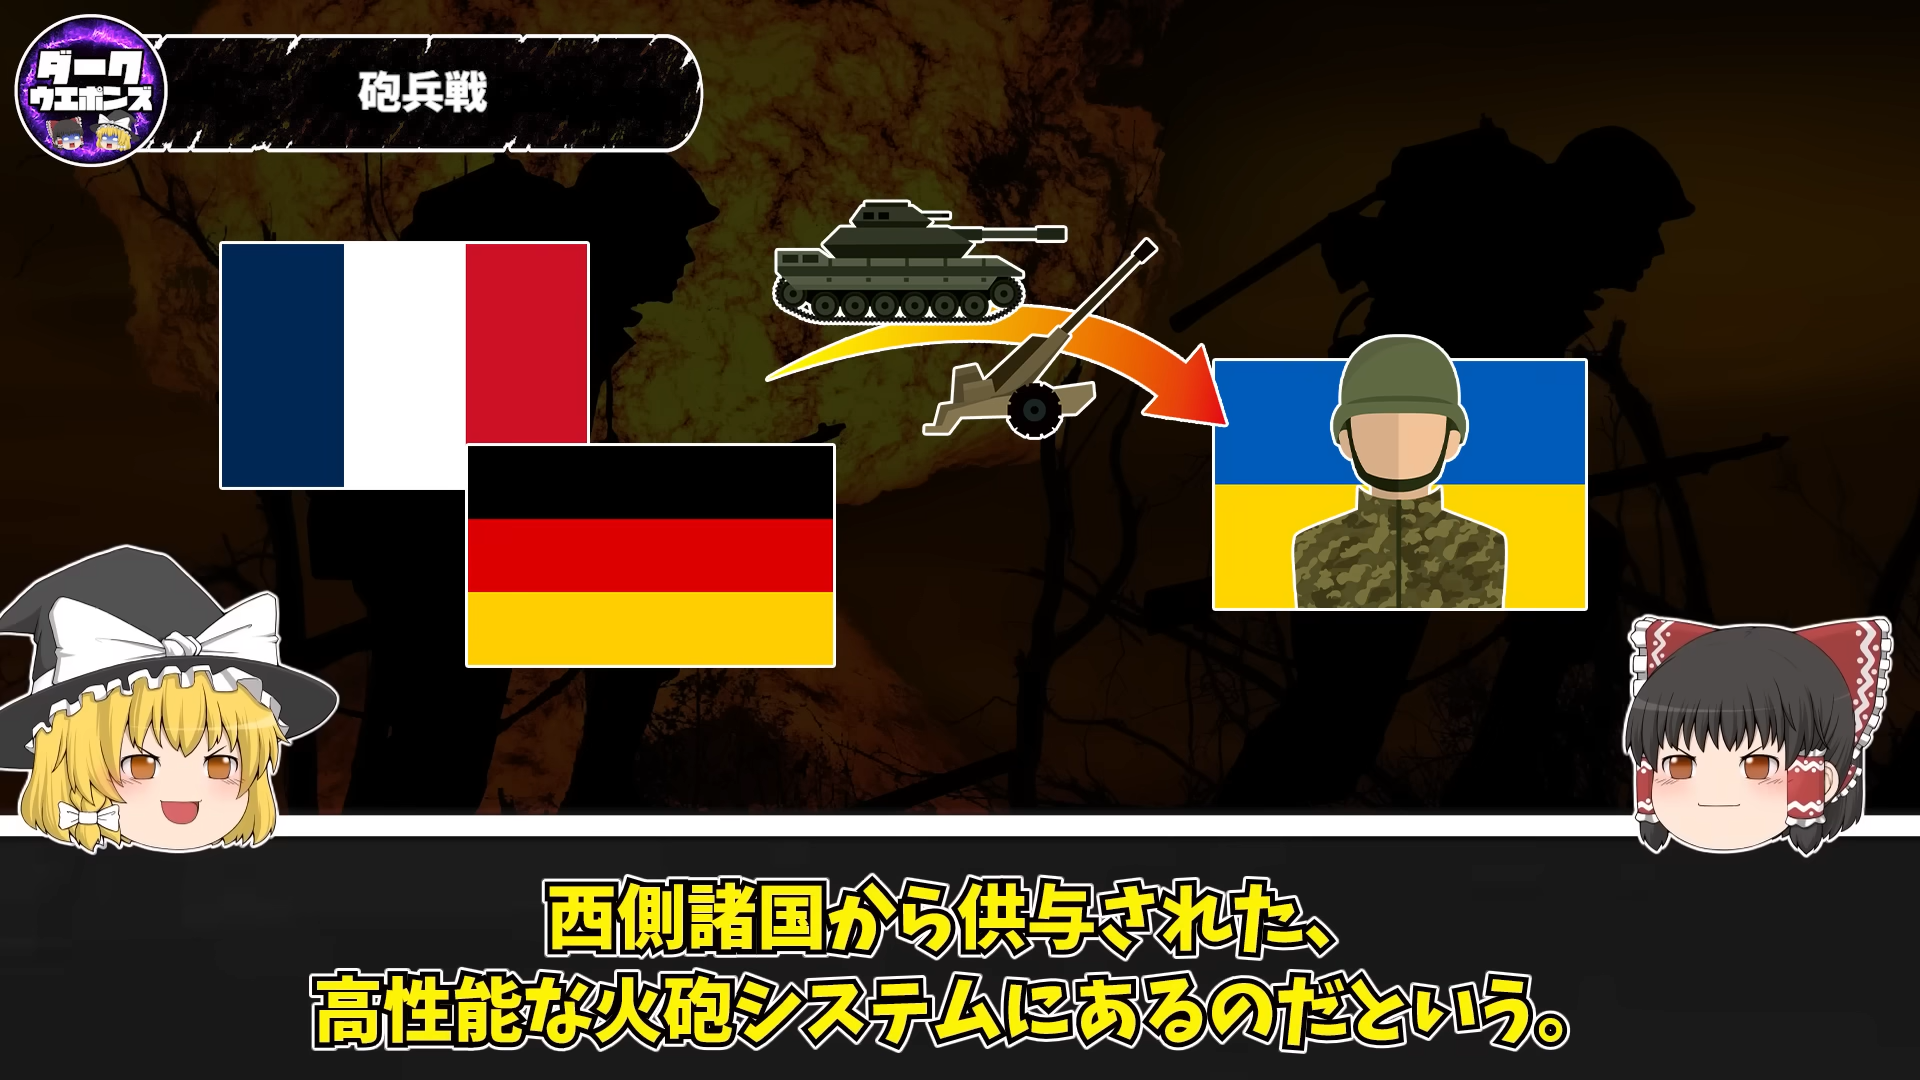 ダーク
ウエポンズ
砲兵戦
西側諸国から供与された、
高性能な火砲システムにあるのだという。